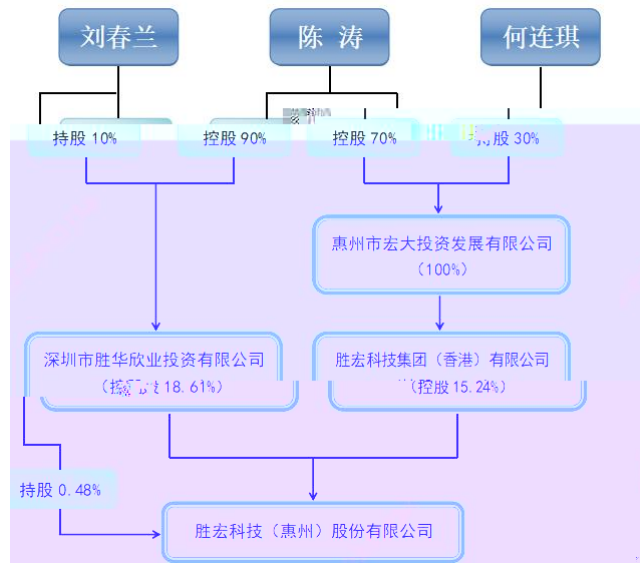 刘春兰
陈 涛
何连琪
持股 10%
控股 90%
控股 70%
持股 30%
惠州市宏大投资发展有限公司
（100%）
深圳市胜华欣业投资有限公司
（控股 18.61%）
胜宏科技集团（香港）有限公司
（控股 15.24%）
持股 0.48%
胜宏科技（惠州）股份有限公司